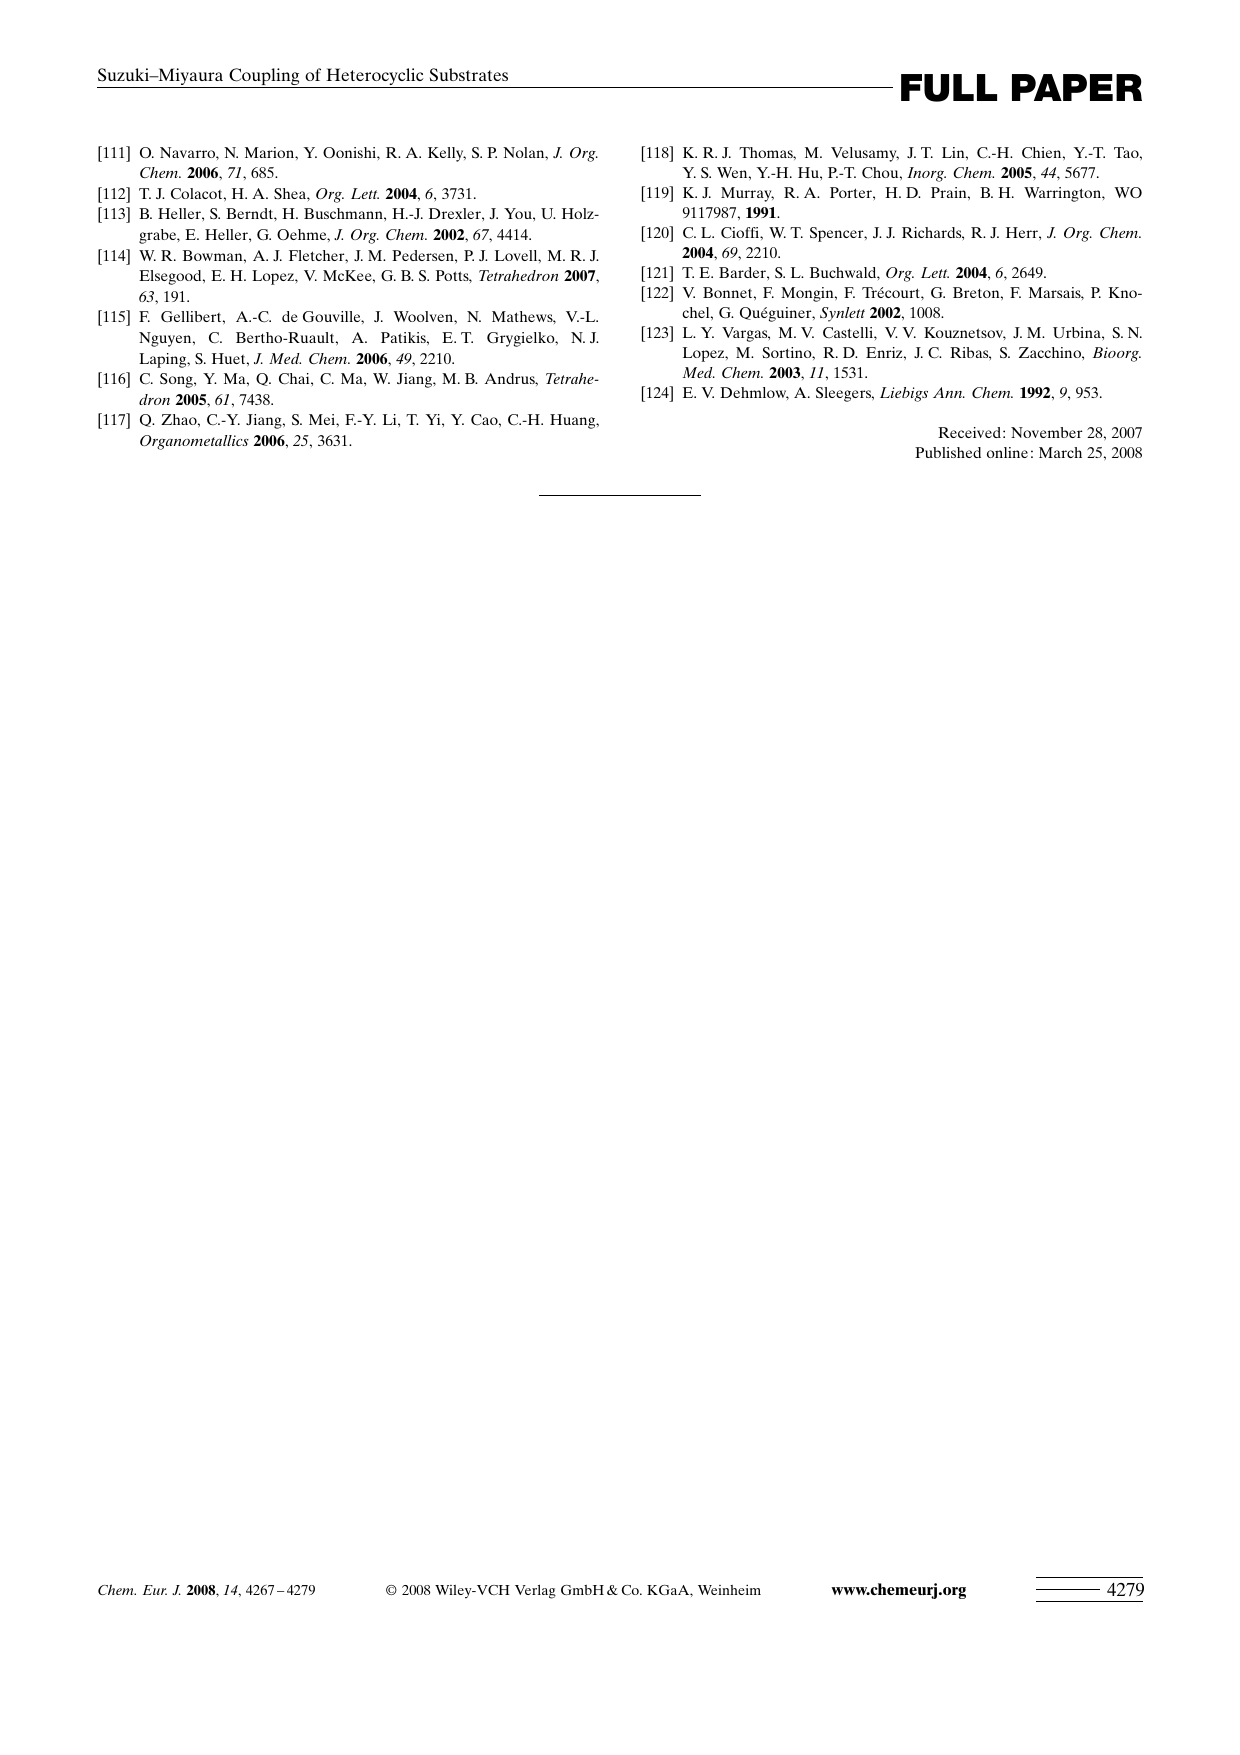 Suzuki–Miyaura Coupling of Heterocyclic Substrates
FULL PAPER
[111] O. Navarro, N. Marion, Y. Oonishi, R. A. Kelly, S. P. Nolan, J. Org.
Chem. 2006, 71, 685.
[112] T. J. Colacot, H. A. Shea, Org. Lett. 2004, 6, 3731.
[113] B. Heller, S. Berndt, H. Buschmann, H.-J. Drexler, J. You, U. Holz-
grabe, E. Heller, G. Oehme, J. Org. Chem. 2002, 67, 4414.
[114] W. R. Bowman, A. J. Fletcher, J. M. Pedersen, P. J. Lovell, M. R. J.
Elsegood, E. H. Lopez, V. McKee, G. B. S. Potts, Tetrahedron 2007,
63, 191.
[115] F. Gellibert, A.-C. de Gouville, J. Woolven, N. Mathews, V.-L.
Nguyen, C. Bertho-Ruault, A. Patikis, E. T. Grygielko, N. J.
Laping, S. Huet, J. Med. Chem. 2006, 49, 2210.
[116] C. Song, Y. Ma, Q. Chai, C. Ma, W. Jiang, M. B. Andrus, Tetrahe-
dron 2005, 61, 7438.
[117] Q. Zhao, C.-Y. Jiang, S. Mei, F.-Y. Li, T. Yi, Y. Cao, C.-H. Huang,
Organometallics 2006, 25, 3631.
[118] K. R. J. Thomas, M. Velusamy, J. T. Lin, C.-H. Chien, Y.-T. Tao,
Y. S. Wen, Y.-H. Hu, P.-T. Chou, Inorg. Chem. 2005, 44, 5677.
[119] K. J. Murray, R. A. Porter, H. D. Prain, B. H. Warrington, WO
9117987, 1991.
[120] C. L. Cioffi, W. T. Spencer, J. J. Richards, R. J. Herr, J. Org. Chem.
2004, 69, 2210.
[121] T. E. Barder, S. L. Buchwald, Org. Lett. 2004, 6, 2649.
[122] V. Bonnet, F. Mongin, F. Trécourt, G. Breton, F. Marsais, P. Kno-
chel, G. Quéguiner, Synlett 2002, 1008.
[123] L. Y. Vargas, M. V. Castelli, V. V. Kouznetsov, J. M. Urbina, S. N.
Lopez, M. Sortino, R. D. Enriz, J. C. Ribas, S. Zacchino, Bioorg.
Med. Chem. 2003, 11, 1531.
[124] E. V. Dehmlow, A. Sleegers, Liebigs Ann. Chem. 1992, 9, 953.
Received: November 28, 2007
Published online: March 25, 2008
Chem. Eur. J. 2008, 14, 4267–4279 © 2008 Wiley-VCH Verlag GmbH & Co. KGaA, Weinheim www.chemeurj.org 4279